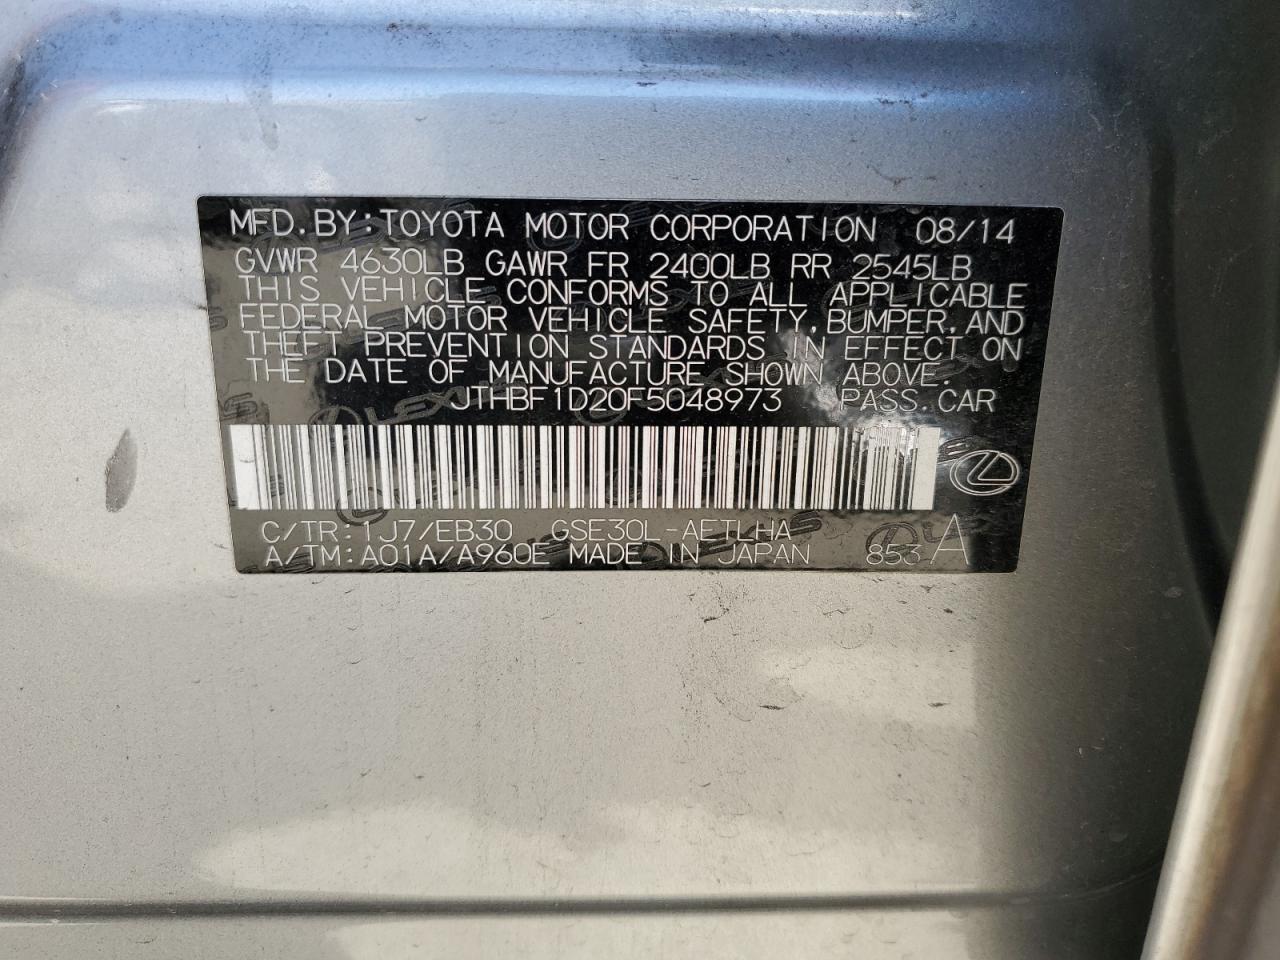 MFD.BY:TOYOTA MOTOR CORPORATION 08/14
GVWR 4630LB GAWR FR 2400LB RR 2545LB
THIS VEHICLE CONFORMS TO ALL APPLICABLE
FEDERAL MOTOR VEHICLE SAFETY, BUMPER, AND
THEFT PREVENTION STANDARDS IN EFFECT ON
THE DATE OF MANUFACTURE SHOWN ABOVE.
JTHBF1D20F5048973 PASS.CAR
C/TR:1J7/EB30 GSE30L-AETLHA
A/TM:A01A/A960E MADE IN JAPAN 853 A